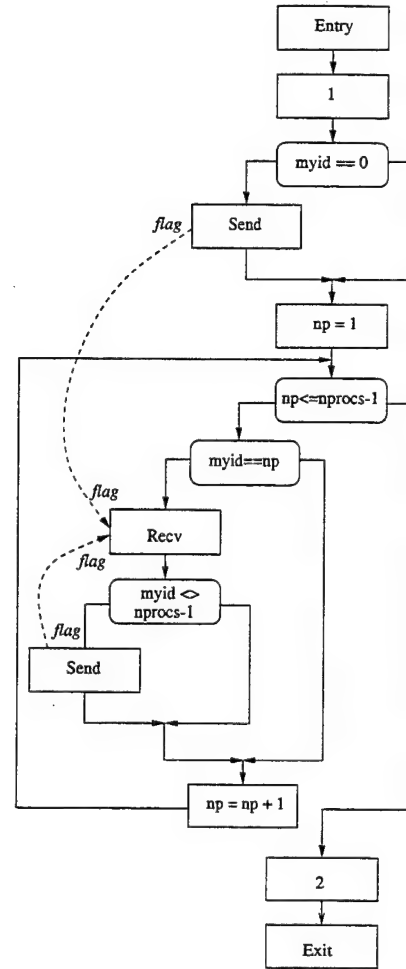 Entry
1
myid == 0
flag
Send
np = 1
np<=nprocs-1
myid==np
flag
Recv
flag
myid <>
nprocs-1
flag
Send
np = np + 1
2
Exit